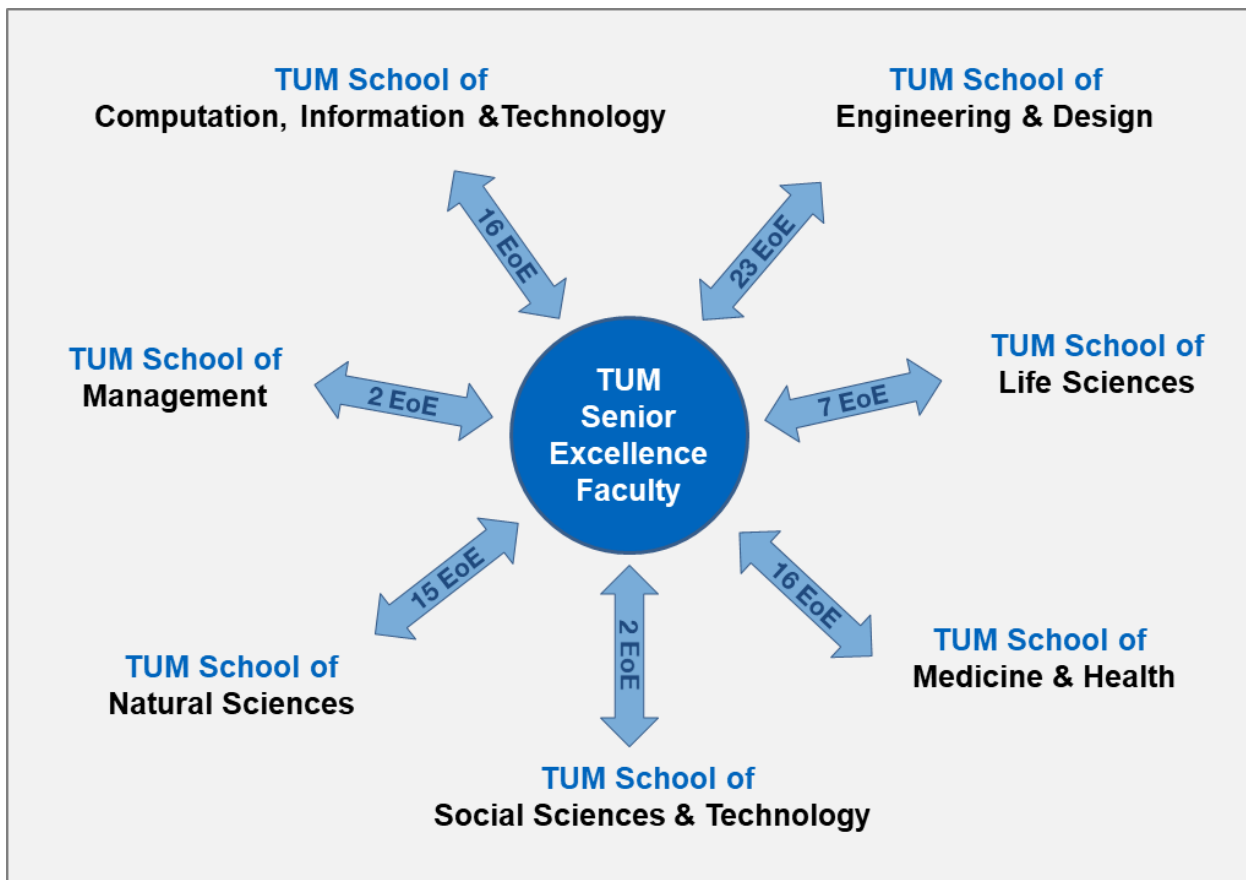 TUM School of
Computation, Information &Technology
TUM School of
Engineering & Design
16 EoE
23 EoE
TUM School of
Management
2 EoE
TUM
Senior
Excellence
Faculty
7 EoE
TUM School of
Life Sciences
15 EoE
2 EoE
16 EoE
TUM School of
Natural Sciences
TUM School of
Medicine & Health
TUM School of
Social Sciences & Technology